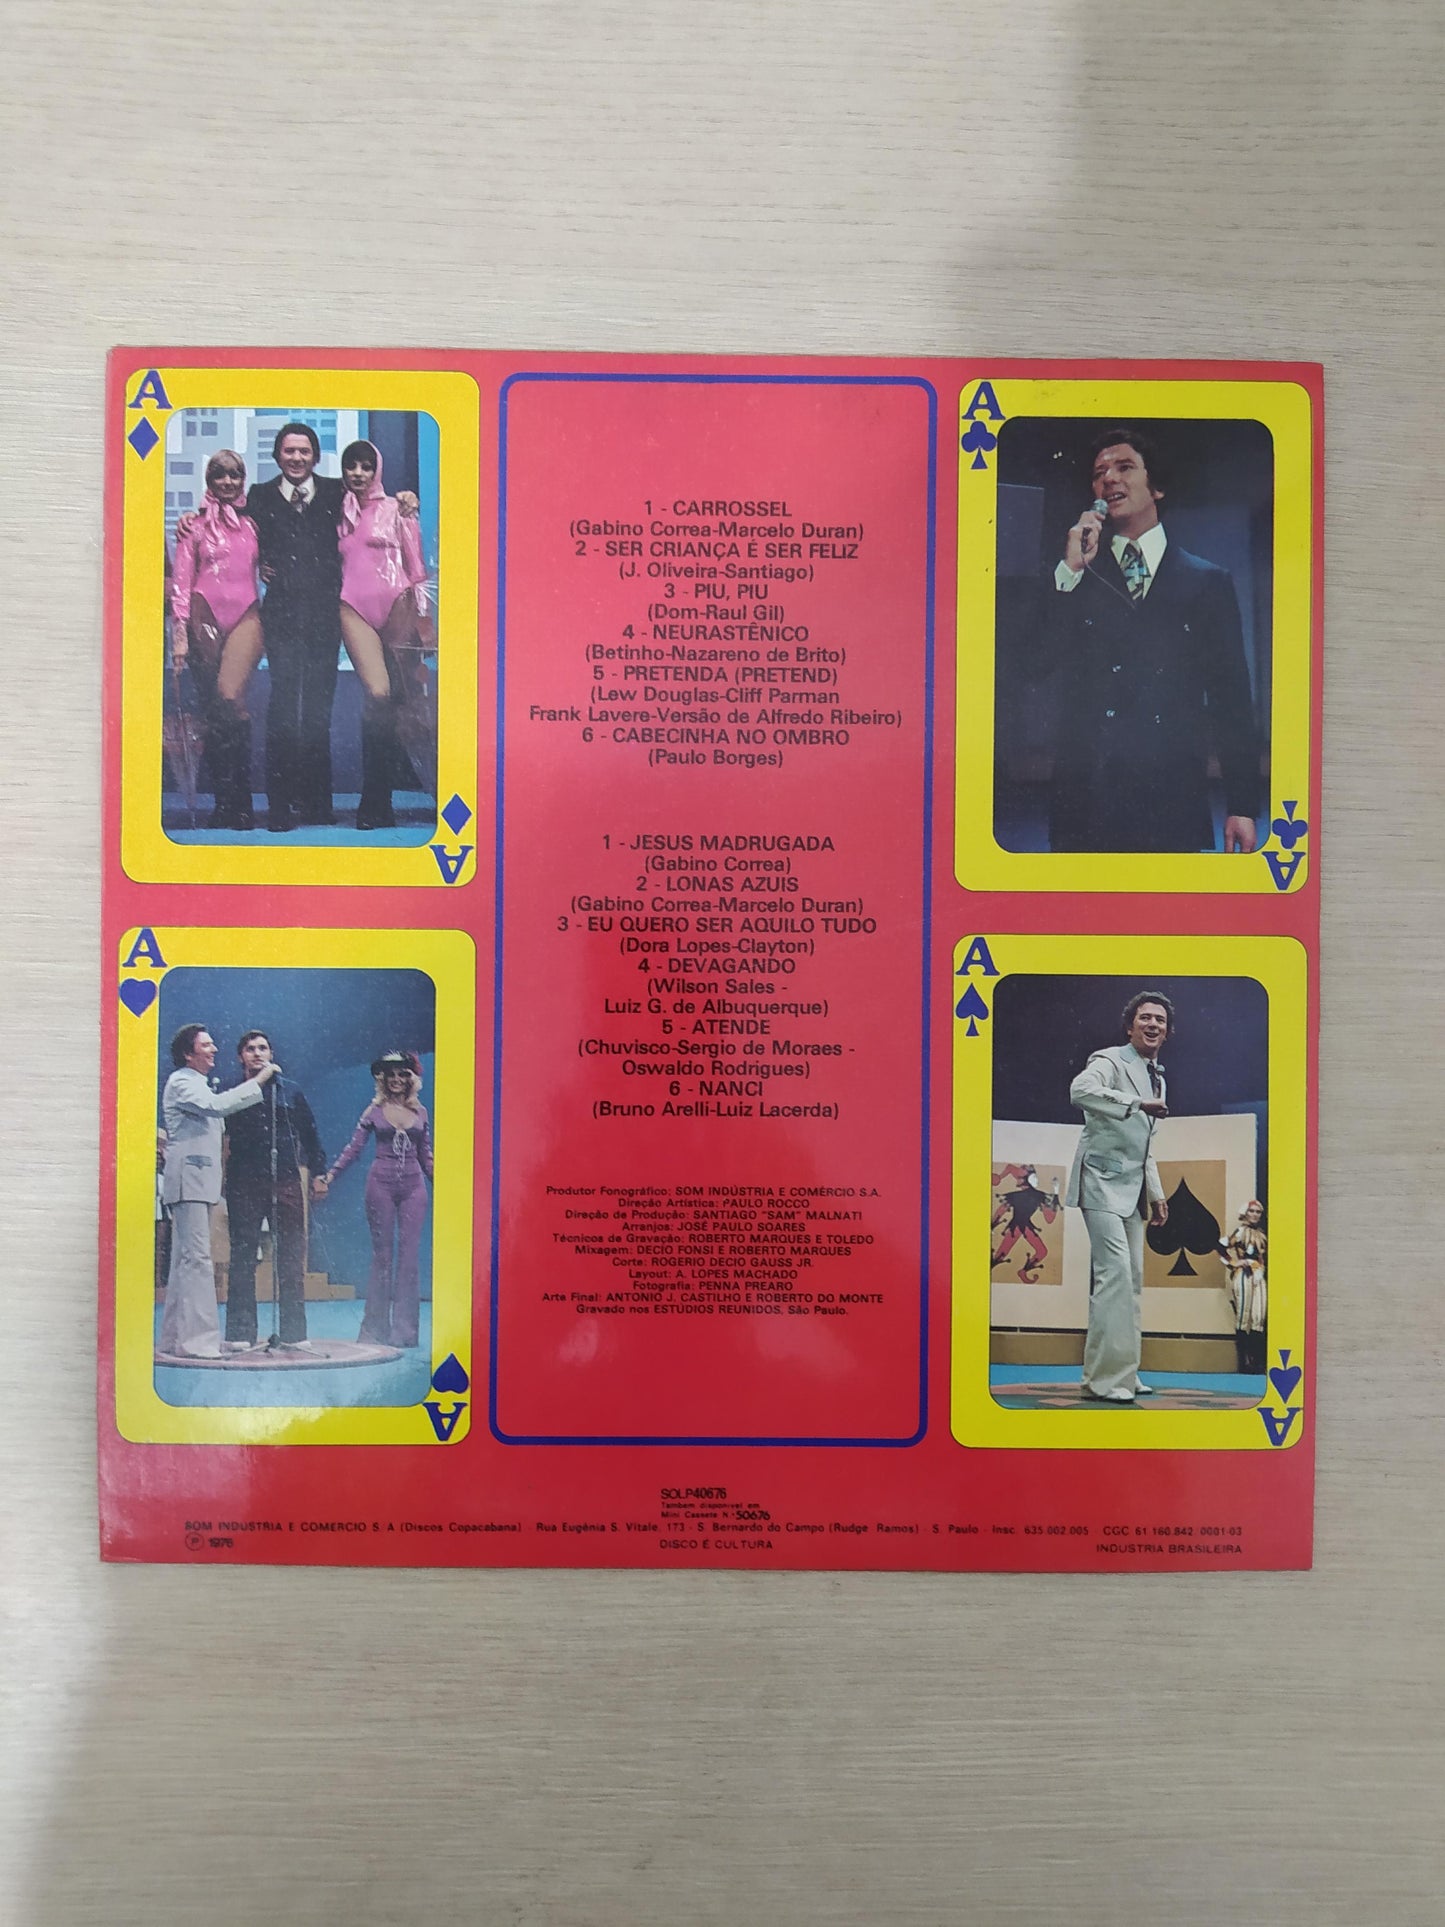 A
A
A
A
1 - CARROSSEL
(Gabino Correa-Marcelo Duran)
2 - SER CRIANÇA É SER FELIZ
(J. Oliveira-Santiago)
3 - PIU, PIU
(Dom-Raul Gil)
4 - NEURASTÊNICO
(Betinho-Nazareno de Brito)
5 - PRETENDA (PRETEND)
(Lew Douglas-Cliff Parman
Frank Lavere-Versão de Alfredo Ribeiro)
6 - CABECINHA NO OMBRO
(Paulo Borges)
1 - JESUS MADRUGADA
(Gabino Correa)
2 - LONAS AZUIS
(Gabino Correa-Marcelo Duran)
3 - EU QUERO SER AQUILO TUDO
(Dora Lopes-Clayton)
4 - DEVAGANDO
(Wilson Sales -
Luiz G. de Albuquerque)
5 - ATENDE
(Chuvisco-Sergio de Moraes -
Oswaldo Rodrigues)
6 - NANCI
(Bruno Arelli-Luiz Lacerda)
Produtor Fonográfico: SOM INDÚSTRIA E COMÉRCIO S.A.
Direção Artística: PAULO ROCCO
Direção de Produção: SANTIAGO "SAM" MALNATI
Arranjos: JOSÉ PAULO SOARES
Técnicos de Gravação: ROBERTO MARQUES E TOLEDO
Mixagem: DECIO FONSI E ROBERTO MARQUES
Corte: ROGERIO DECIO GAUSS JR.
Layout: A. LOPES MACHADO
Fotografia: PENNA PREARO
Arte Final: ANTONIO J. CASTILHO E ROBERTO DO MONTE
Gravado nos ESTÚDIOS REUNIDOS, São Paulo.
A
A
A
A
SOLP40676
Tambem disponivel em
Mini Cassete N.º 50676
SOM INDUSTRIA E COMERCIO S. A (Discos Copacabana) - Rua Eugênia S. Vitale, 173 - S. Bernardo do Campo (Rudge Ramos) - S. Paulo - Insc. 635.002.005 - CGC 61.160.842.0001-03
℗ 1976
DISCO É CULTURA
INDUSTRIA BRASILEIRA